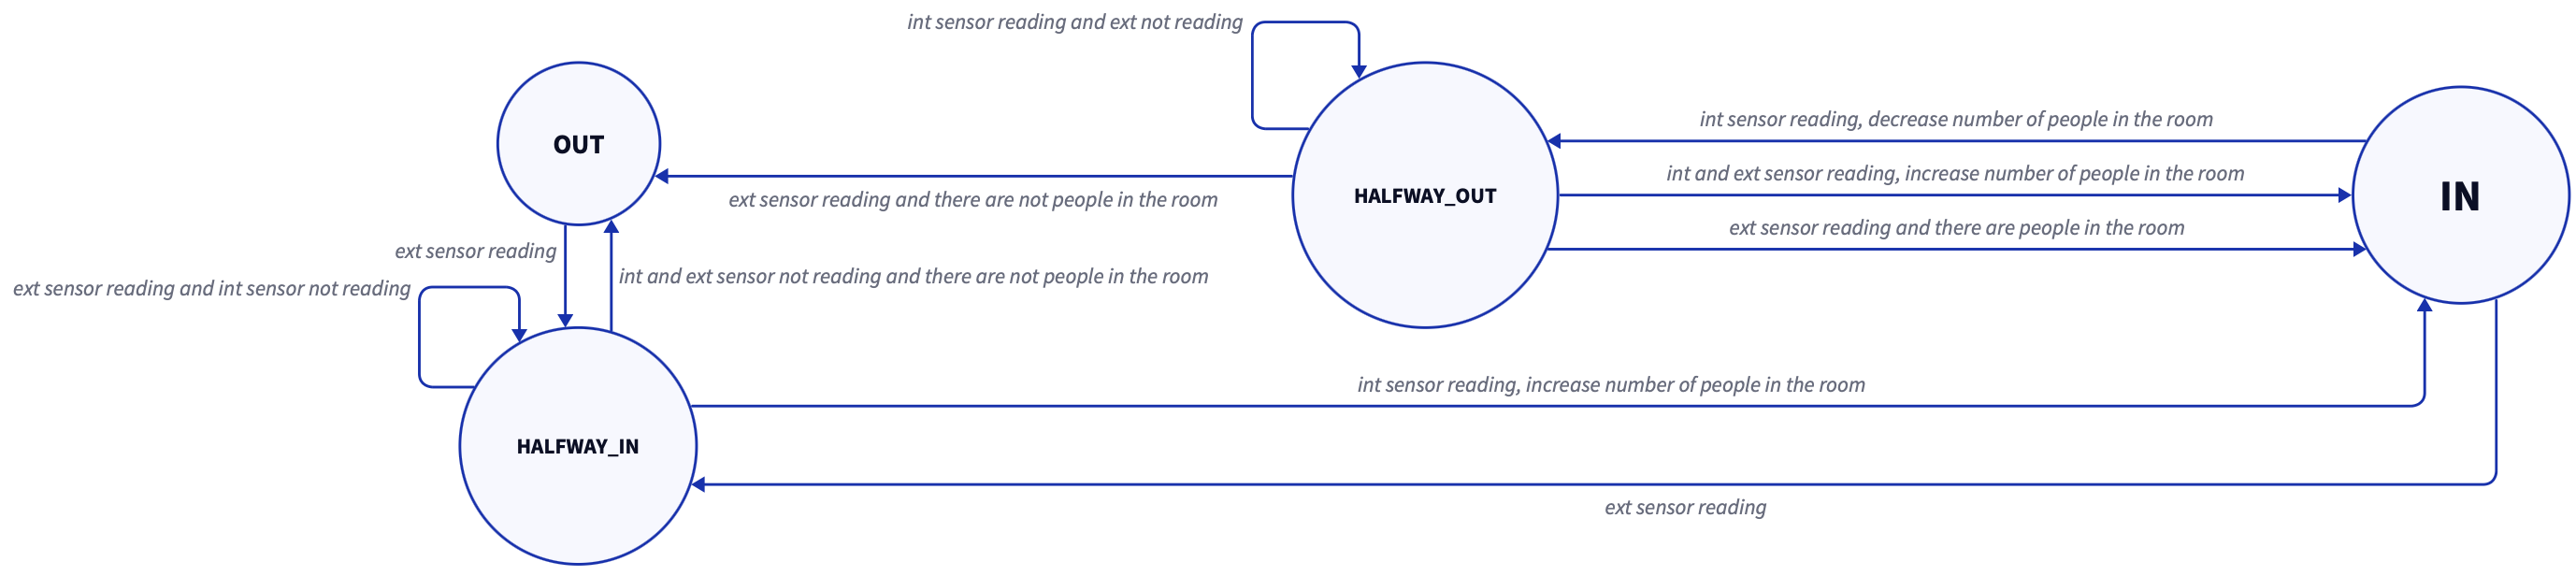 int sensor reading and ext not reading
OUT
HALFWAY_OUT
IN
int sensor reading, decrease number of people in the room
int and ext sensor reading, increase number of people in the room
ext sensor reading and there are people in the room
ext sensor reading and there are not people in the room
ext sensor reading
int and ext sensor not reading and there are not people in the room
ext sensor reading and int sensor not reading
HALFWAY_IN
int sensor reading, increase number of people in the room
ext sensor reading